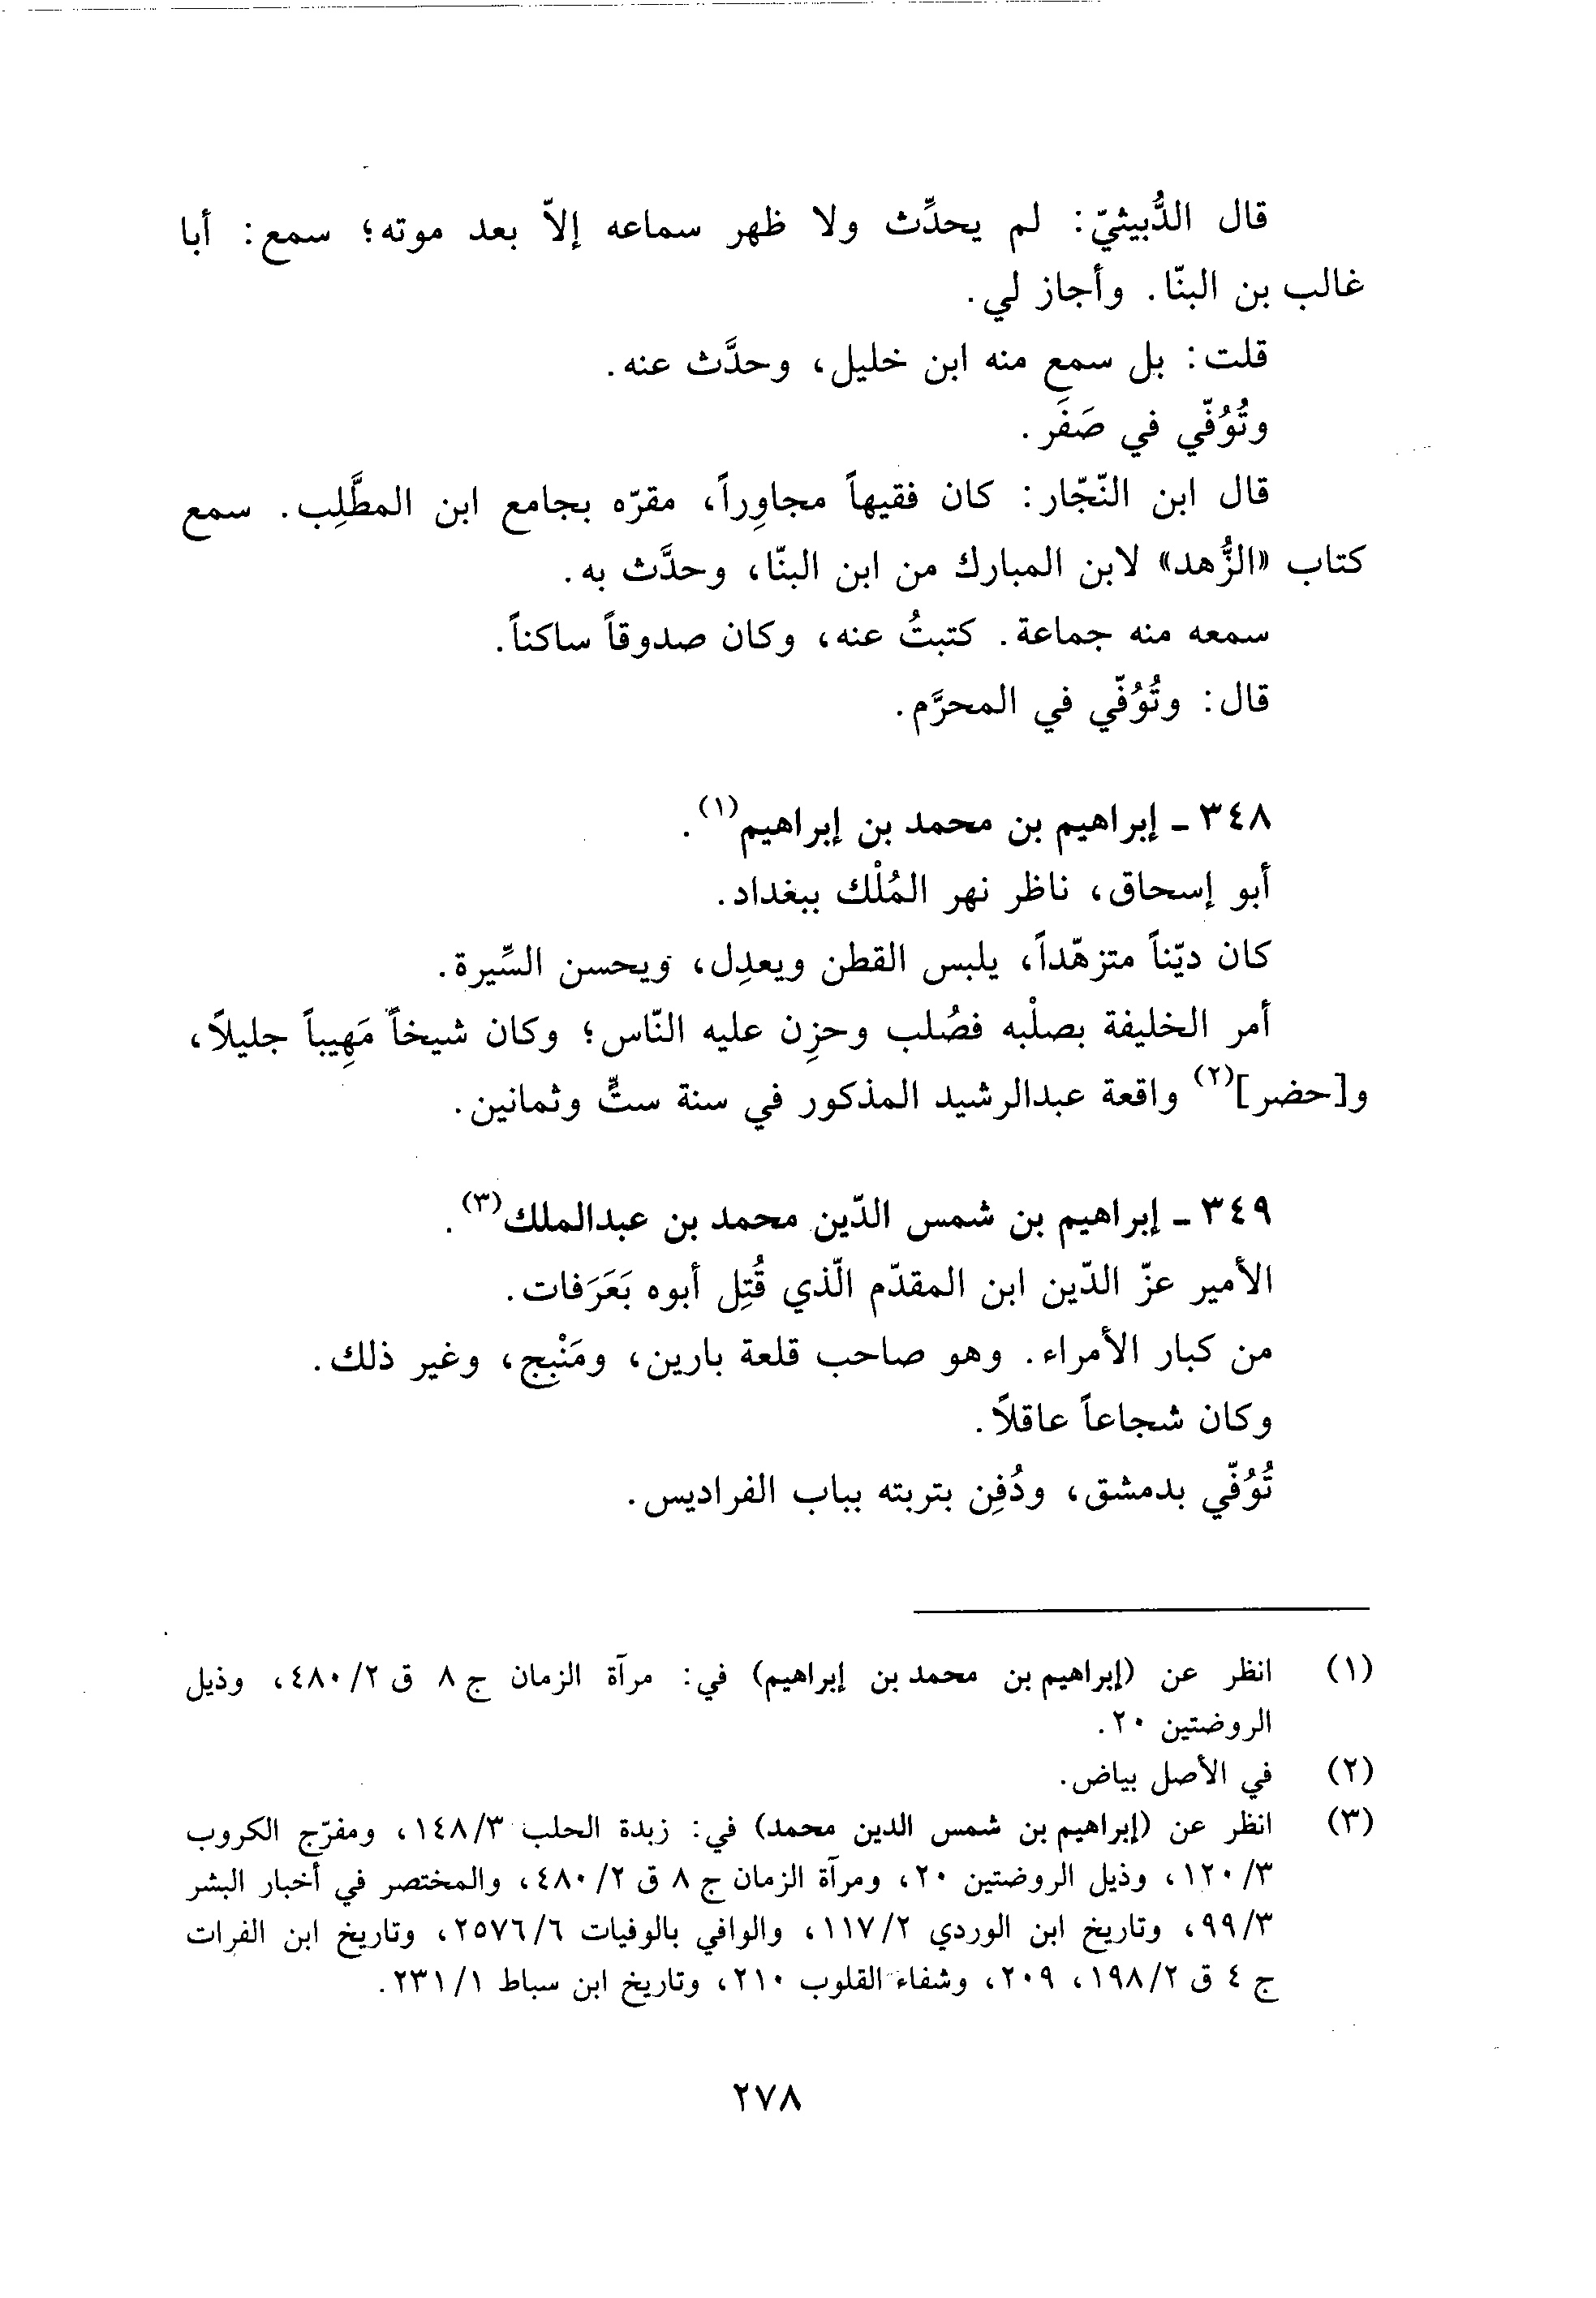 قال الدُّبيثيّ: لم يحدِّث ولا ظهر سماعه إلاّ بعد موته؛ سمع: أبا
غالب بن البنّا. وأجاز لي.
قلت: بل سمع منه ابن خليل، وحدَّث عنه.
وتُوُفّي في صَفَر.
قال ابن النّجّار: كان فقيهاً مجاوِراً، مقرّه بجامع ابن المطَّلِب. سمع
كتاب «الزُّهد» لابن المبارك من ابن البنّا، وحدَّث به.
سمعه منه جماعة. كتبتُ عنه، وكان صدوقاً ساكناً.
قال: وتُوُفّي في المحرَّم.
٣٤٨ ـ إبراهيم بن محمد بن إبراهيم(١).
أبو إسحاق، ناظر نهر المُلْك ببغداد.
كان ديّناً متزهّداً، يلبس القطن ويعدِل، ويحسن السِّيرة.
أمر الخليفة بصلْبه فصُلب وحزِن عليه النّاس؛ وكان شيخاً مَهِيباً جليلاً،
و[حضر](٢) واقعة عبدالرشيد المذكور في سنة ستٍّ وثمانين.
٣٤٩ ـ إبراهيم بن شمس الدّين محمد بن عبدالملك(٣).
الأمير عزّ الدّين ابن المقدّم الّذي قُتِل أبوه بَعَرَفات.
من كبار الأمراء. وهو صاحب قلعة بارين، ومَنْبِج، وغير ذلك.
وكان شجاعاً عاقلاً.
تُوُفّي بدمشق، ودُفِن بتربته بباب الفراديس.
(١) انظر عن (إبراهيم بن محمد بن إبراهيم) في: مرآة الزمان ج ٨ ق ٤٨٠/٢، وذيل
الروضتين ٢٠.
(٢) في الأصل بياض.
(٣) انظر عن (إبراهيم بن شمس الدين محمد) في: زبدة الحلب ١٤٨/٣، ومفرّج الكروب
١٢٠/٣، وذيل الروضتين ٢٠، ومرآة الزمان ج ٨ ق ٤٨٠/٢، والمختصر في أخبار البشر
٩٩/٣، وتاريخ ابن الوردي ١١٧/٢، والوافي بالوفيات ٢٥٧٦/٦، وتاريخ ابن الفرات
ج ٤ ق ١٩٨/٢، ٢٠٩، وشفاء القلوب ٢١٠، وتاريخ ابن سباط ٢٣١/١.
٢٧٨